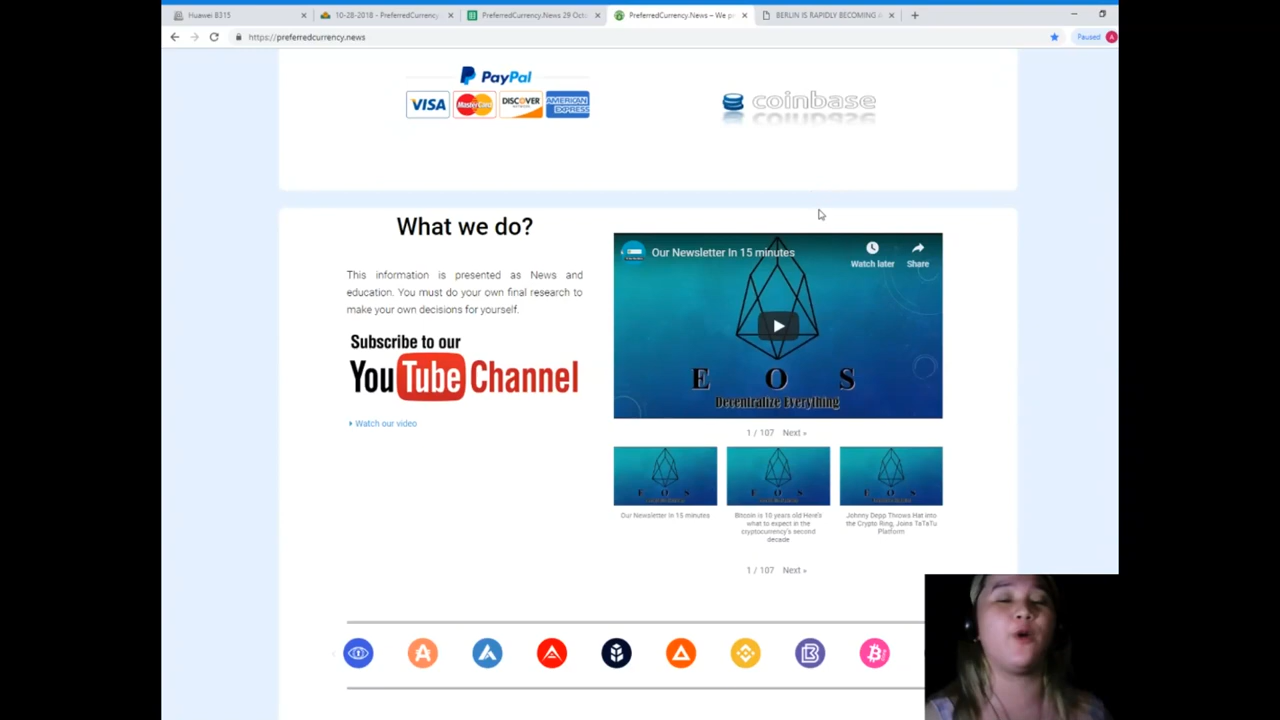 Huawei B315
10-28-2018 - PreferredCurrency
PreferredCurrency.News 29 Octo
PreferredCurrency.News – We p
BERLIN IS RAPIDLY BECOMING
https://preferredcurrency.news
Paused
A
PayPal
VISA
MasterCard
DISCOVER
AMERICAN EXPRESS
coinbase
What we do?
This information is presented as News and
education. You must do your own final research to
make your own decisions for yourself.
Subscribe to our
YouTube Channel
Watch our video
Our Newsletter In 15 minutes
Watch later
Share
E O S
Decentralize Everything
1 / 107 Next »
E O S
E O S
E O S
Our Newsletter In 15 minutes
Bitcoin is 10 years old Here's
what to expect in the
cryptocurrency's second
decade
Johnny Depp Throws Hat into
the Crypto Ring, Joins TaTaTu
Platform
1 / 107 Next »